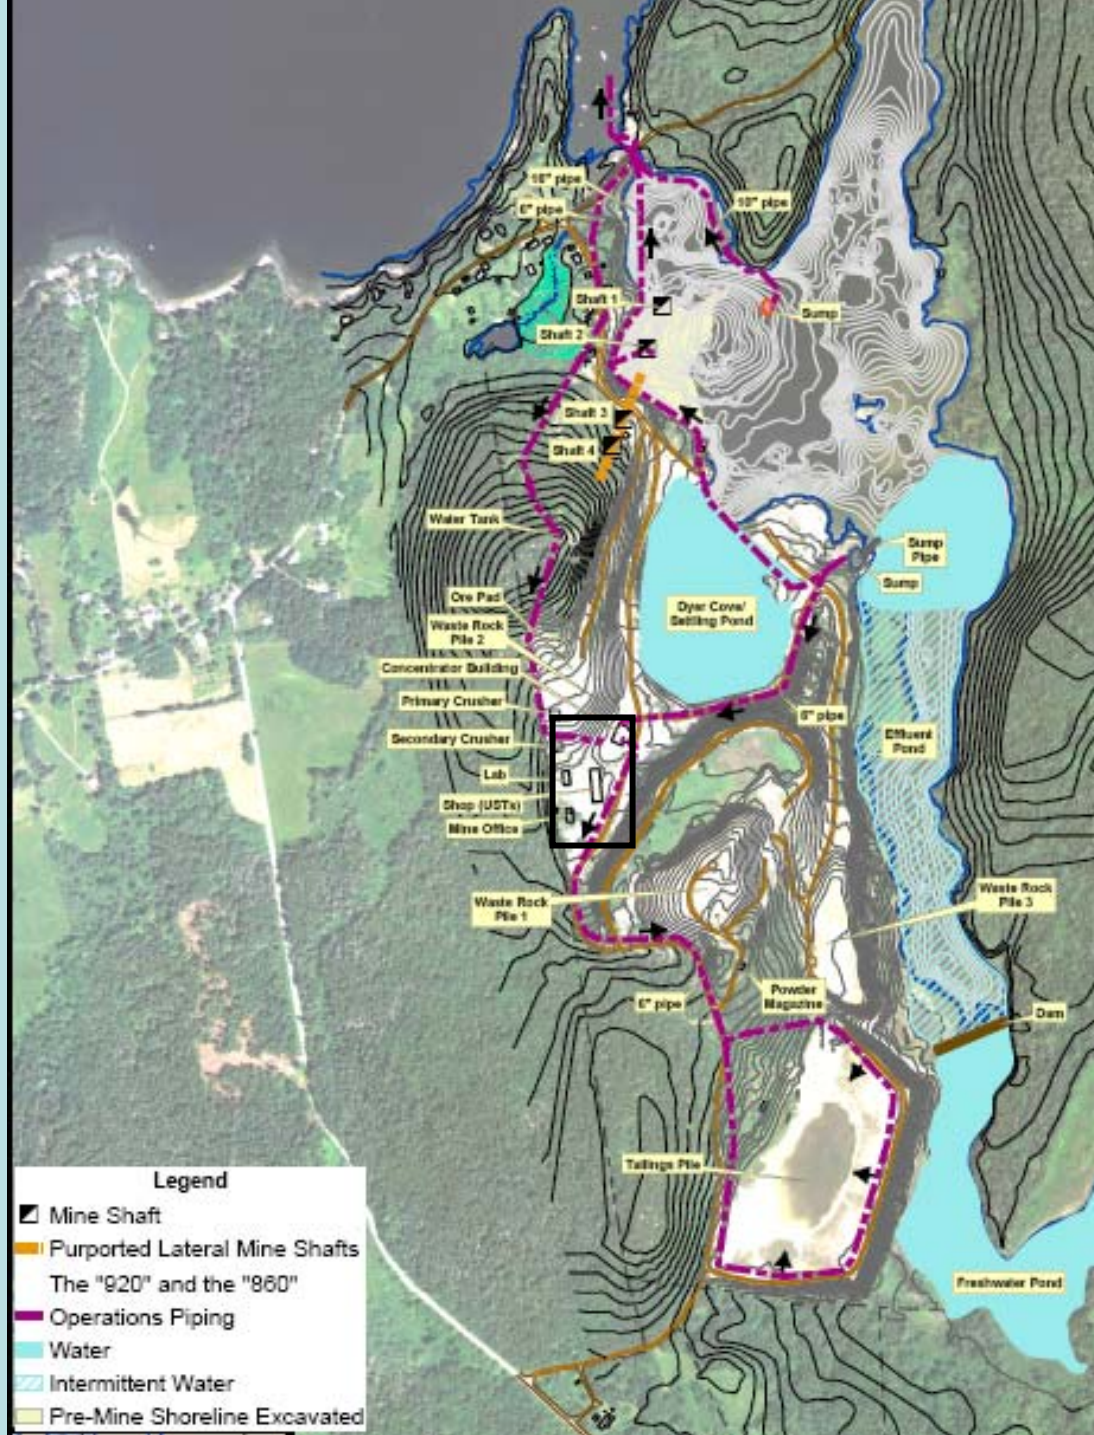 10" pipe
6" pipe
10" pipe
Shaft 1
Sump
Shaft 2
Shaft 3
Shaft 4
Water Tank
Sump
Pipe
Sump
Ore Pad
Dyer Cove/
Settling Pond
Waste Rock
Pile 2
Concentrator Building
Primary Crusher
6" pipe
Secondary Crusher
Effluent
Pond
Lab
Shop (USTs)
Mine Office
Waste Rock
Pile 1
Waste Rock
Pile 3
6" pipe
Powder
Magazine
Dam
Tailings Pile
Freshwater Pond
Legend
Mine Shaft
Purported Lateral Mine Shafts
The "920" and the "860"
Operations Piping
Water
Intermittent Water
Pre-Mine Shoreline Excavated